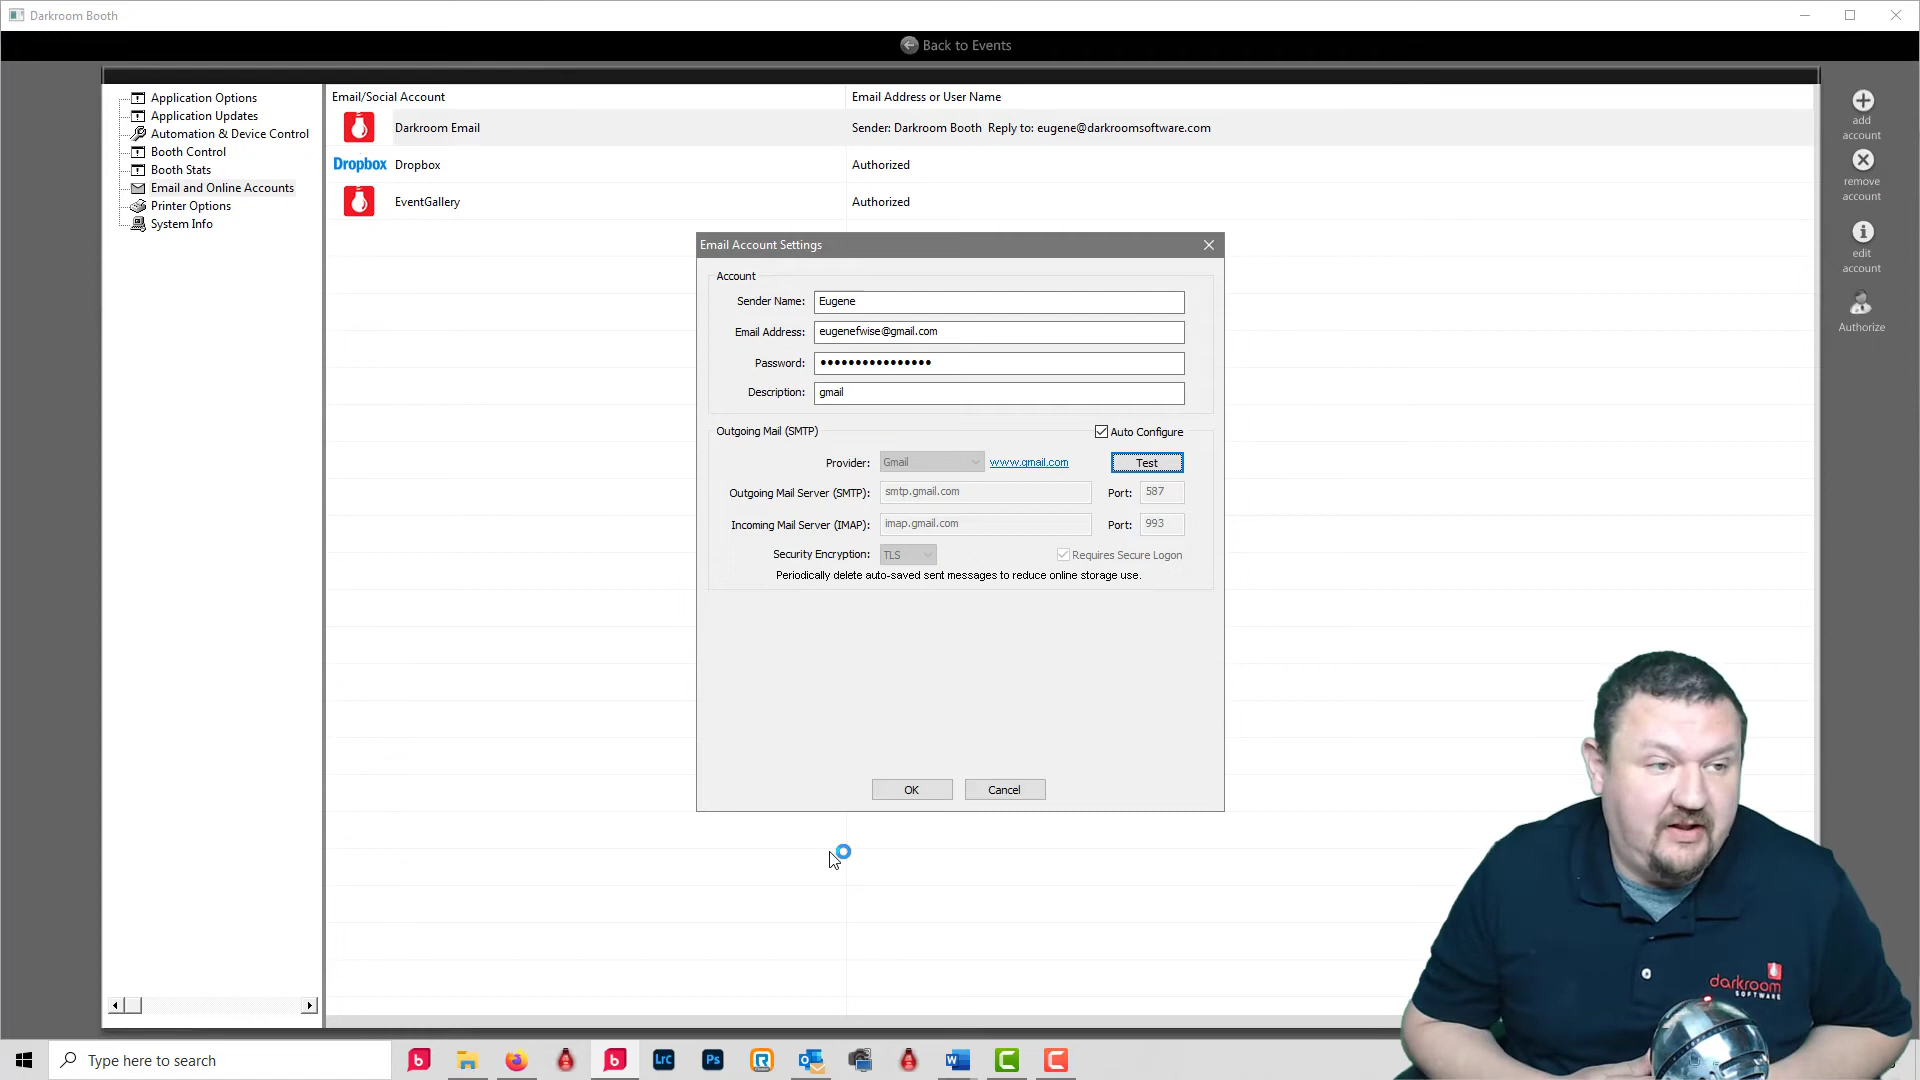 Darkroom Booth
Back to Events
Application Options
Application Updates
Automation & Device Control
Booth Control
Booth Stats
Email and Online Accounts
Printer Options
System Info
Email/Social Account
Email Address or User Name
Darkroom Email
Sender: Darkroom Booth Reply to: eugene@darkroomsoftware.com
Dropbox Dropbox
Authorized
EventGallery
Authorized
add
account
remove
account
edit
account
Authorize
Email Account Settings
Account
Sender Name: Eugene
Email Address: eugenefwise@gmail.com
Password: ●●●●●●●●●●●●●●●●
Description: gmail
Outgoing Mail (SMTP)
Auto Configure
Provider: Gmail www.gmail.com Test
Outgoing Mail Server (SMTP): smtp.gmail.com Port: 587
Incoming Mail Server (IMAP): imap.gmail.com Port: 993
Security Encryption: TLS Requires Secure Logon
Periodically delete auto-saved sent messages to reduce online storage use.
OK Cancel
darkroom
SOFTWARE
Type here to search
b
b
Lrc
Ps
R
O
W
C
C